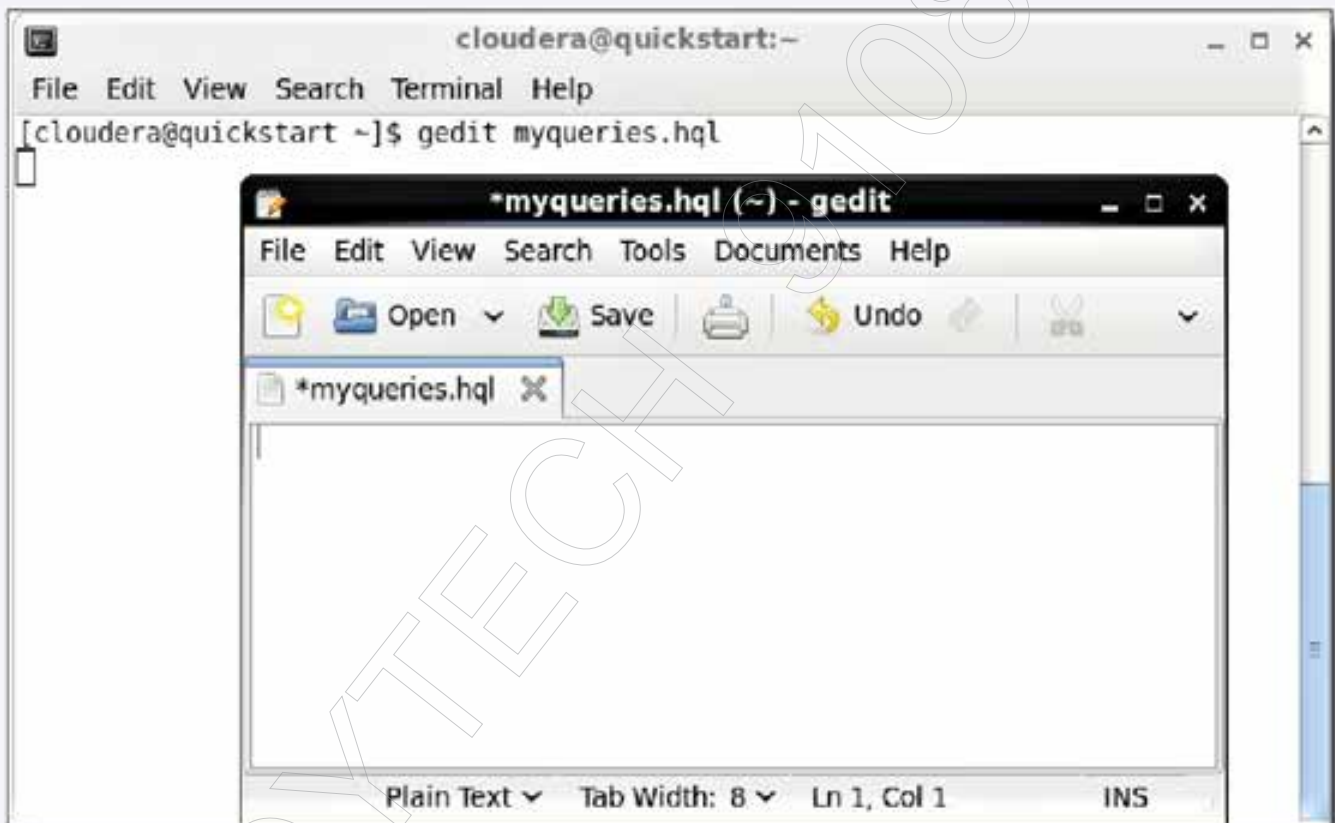 cloudera@quickstart:~
File Edit View Search Terminal Help
[cloudera@quickstart ~]$ gedit myqueries.hql
*myqueries.hql (~) - gedit
File Edit View Search Tools Documents Help
Open Save Undo
*myqueries.hql
Plain Text Tab Width: 8 Ln 1, Col 1 INS
YTECH 9108